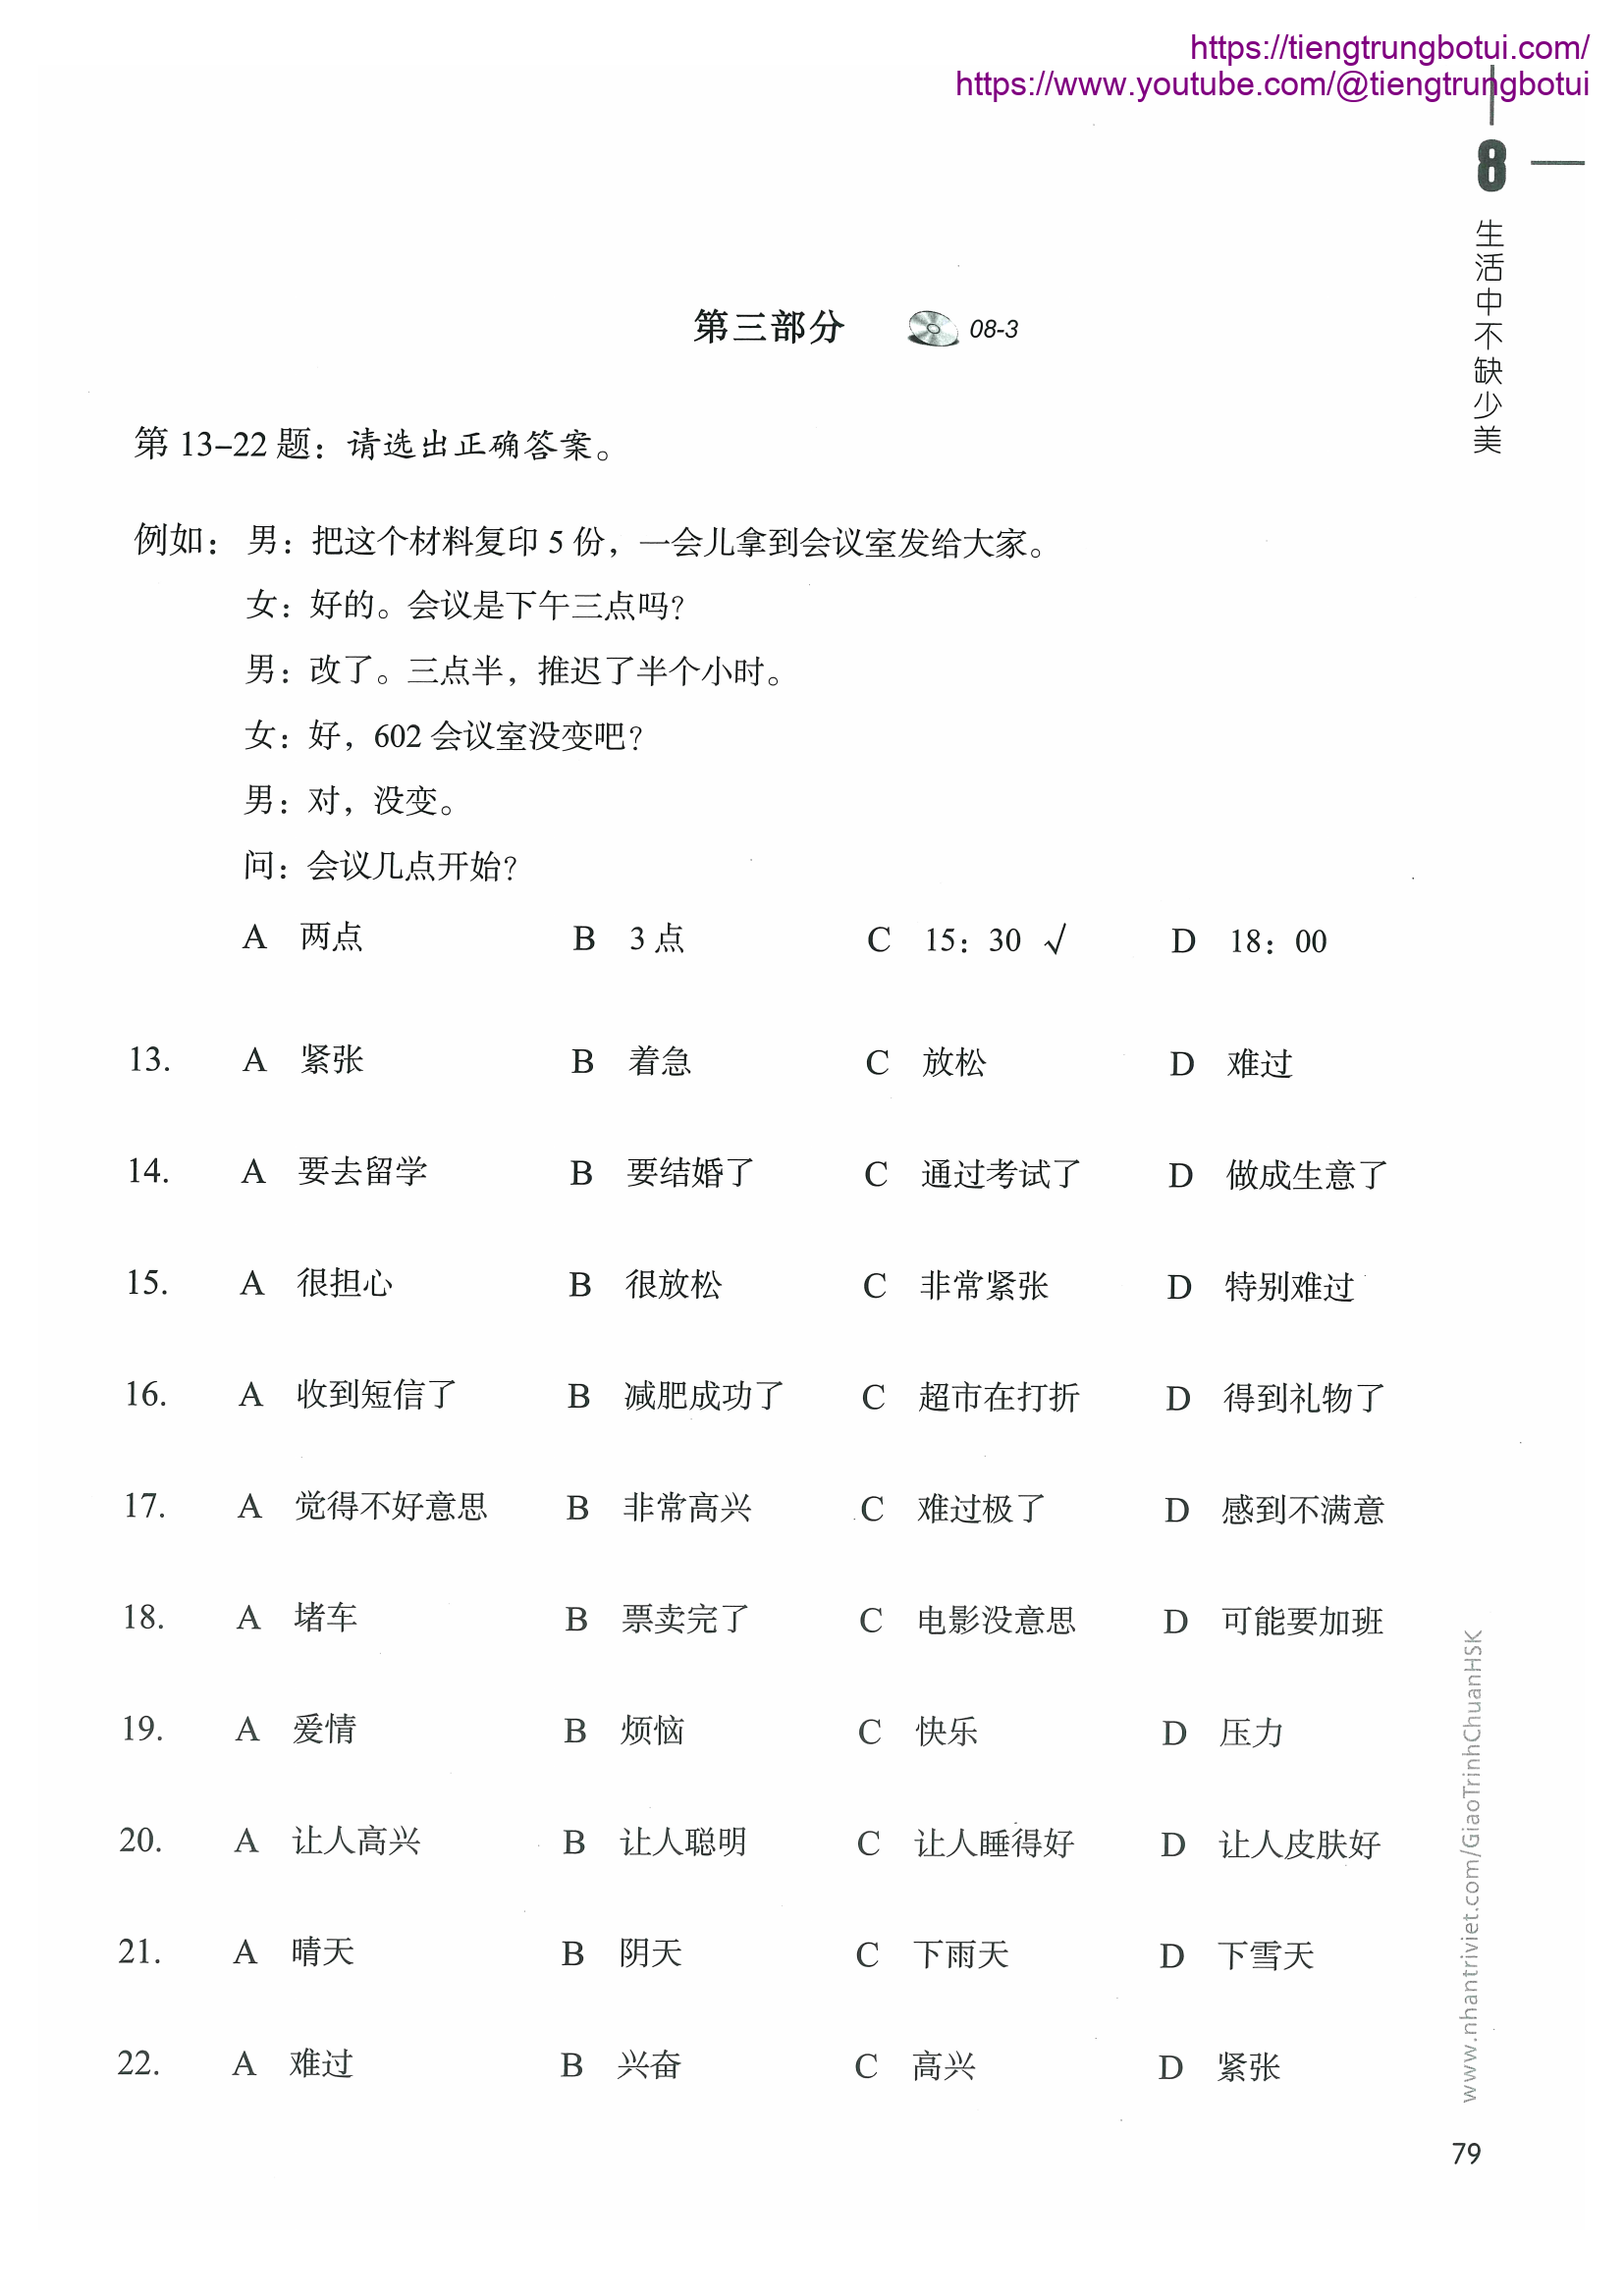 https://tiengtrungbotui.com/
https://www.youtube.com/@tiengtrungbotui
8
生活中不缺少美
第三部分 08-3
第 13–22 题：请选出正确答案。
例如： 男：把这个材料复印 5 份，一会儿拿到会议室发给大家。
女：好的。会议是下午三点吗？
男：改了。三点半，推迟了半个小时。
女：好，602 会议室没变吧？
男：对，没变。
问：会议几点开始？
A 两点 B 3 点 C 15：30 √ D 18：00
13. A 紧张 B 着急 C 放松 D 难过
14. A 要去留学 B 要结婚了 C 通过考试了 D 做成生意了
15. A 很担心 B 很放松 C 非常紧张 D 特别难过
16. A 收到短信了 B 减肥成功了 C 超市在打折 D 得到礼物了
17. A 觉得不好意思 B 非常高兴 C 难过极了 D 感到不满意
18. A 堵车 B 票卖完了 C 电影没意思 D 可能要加班
19. A 爱情 B 烦恼 C 快乐 D 压力
20. A 让人高兴 B 让人聪明 C 让人睡得好 D 让人皮肤好
21. A 晴天 B 阴天 C 下雨天 D 下雪天
22. A 难过 B 兴奋 C 高兴 D 紧张
www.nhantriviet.com/GiaoTrinhChuanHSK
79